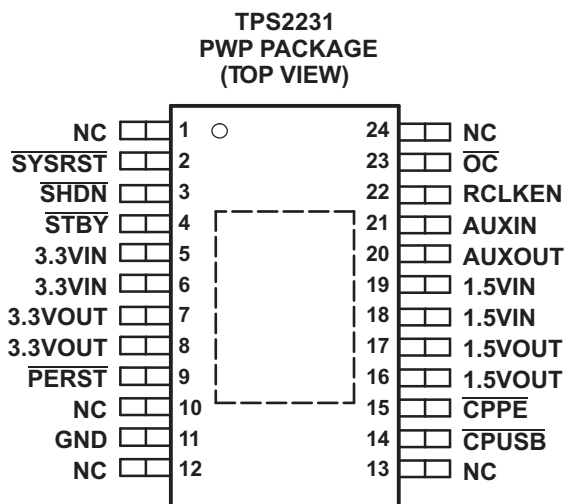 TPS2231
PWP PACKAGE
(TOP VIEW)
NC 1 24 NC
SYSRST 2 23 OC
SHDN 3 22 RCLKEN
STBY 4 21 AUXIN
3.3VIN 5 20 AUXOUT
3.3VIN 6 19 1.5VIN
3.3VOUT 7 18 1.5VIN
3.3VOUT 8 17 1.5VOUT
PERST 9 16 1.5VOUT
NC 10 15 CPPE
GND 11 14 CPUSB
NC 12 13 NC